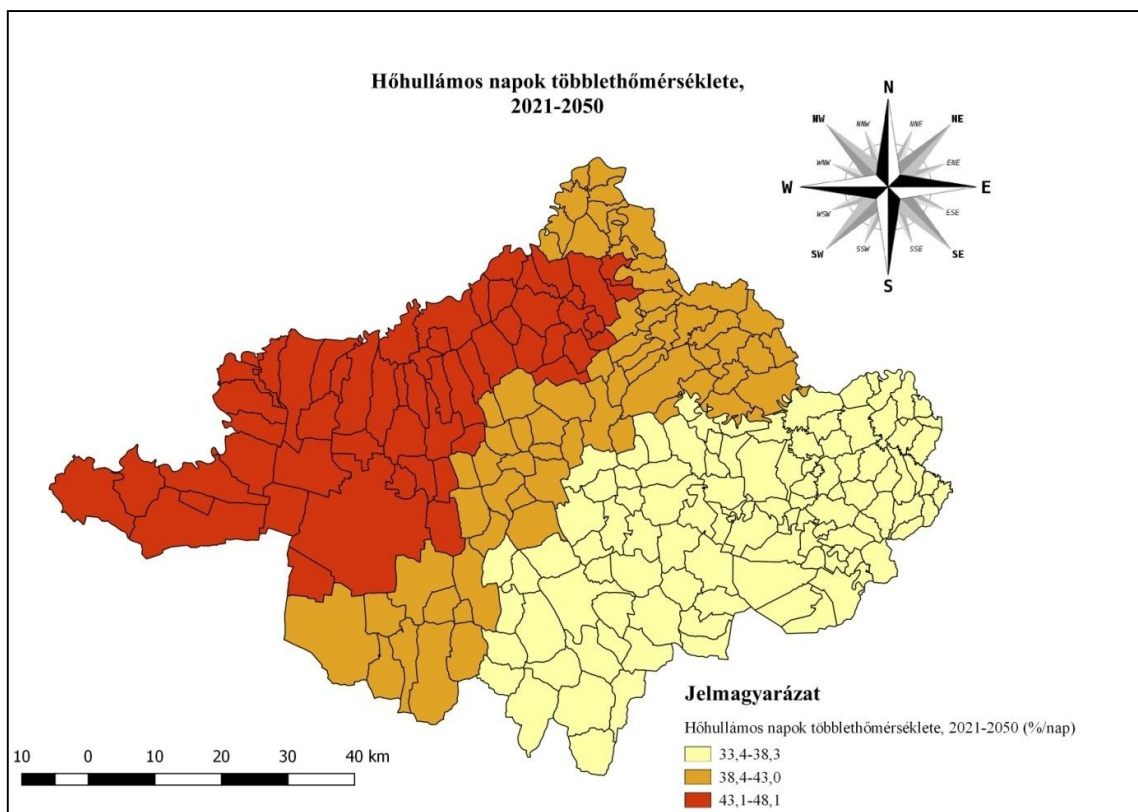 Hőhullámos napok többlethőmérséklete,
2021-2050
N
NNW
NNE
NW
NE
WNW
ENE
W
E
WSW
ESE
SW
SE
SSW
SSE
S
Jelmagyarázat
Hőhullámos napok többlethőmérséklete, 2021-2050 (%/nap)
33,4-38,3
38,4-43,0
43,1-48,1
10 0 10 20 30 40 km